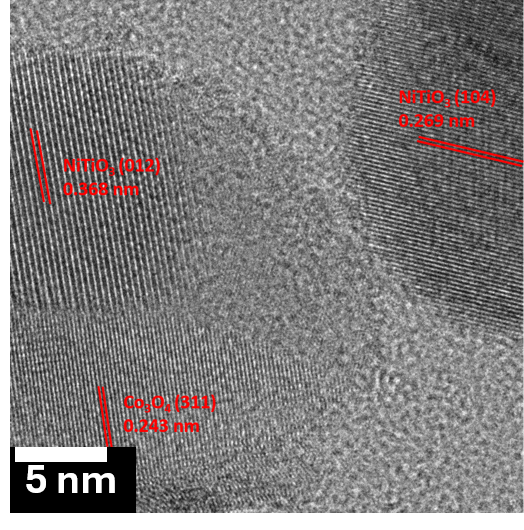 NiTiO₃ (104)
0.269 nm
NiTiO₃ (012)
0.368 nm
Co₃O₄ (311)
0.243 nm
5 nm